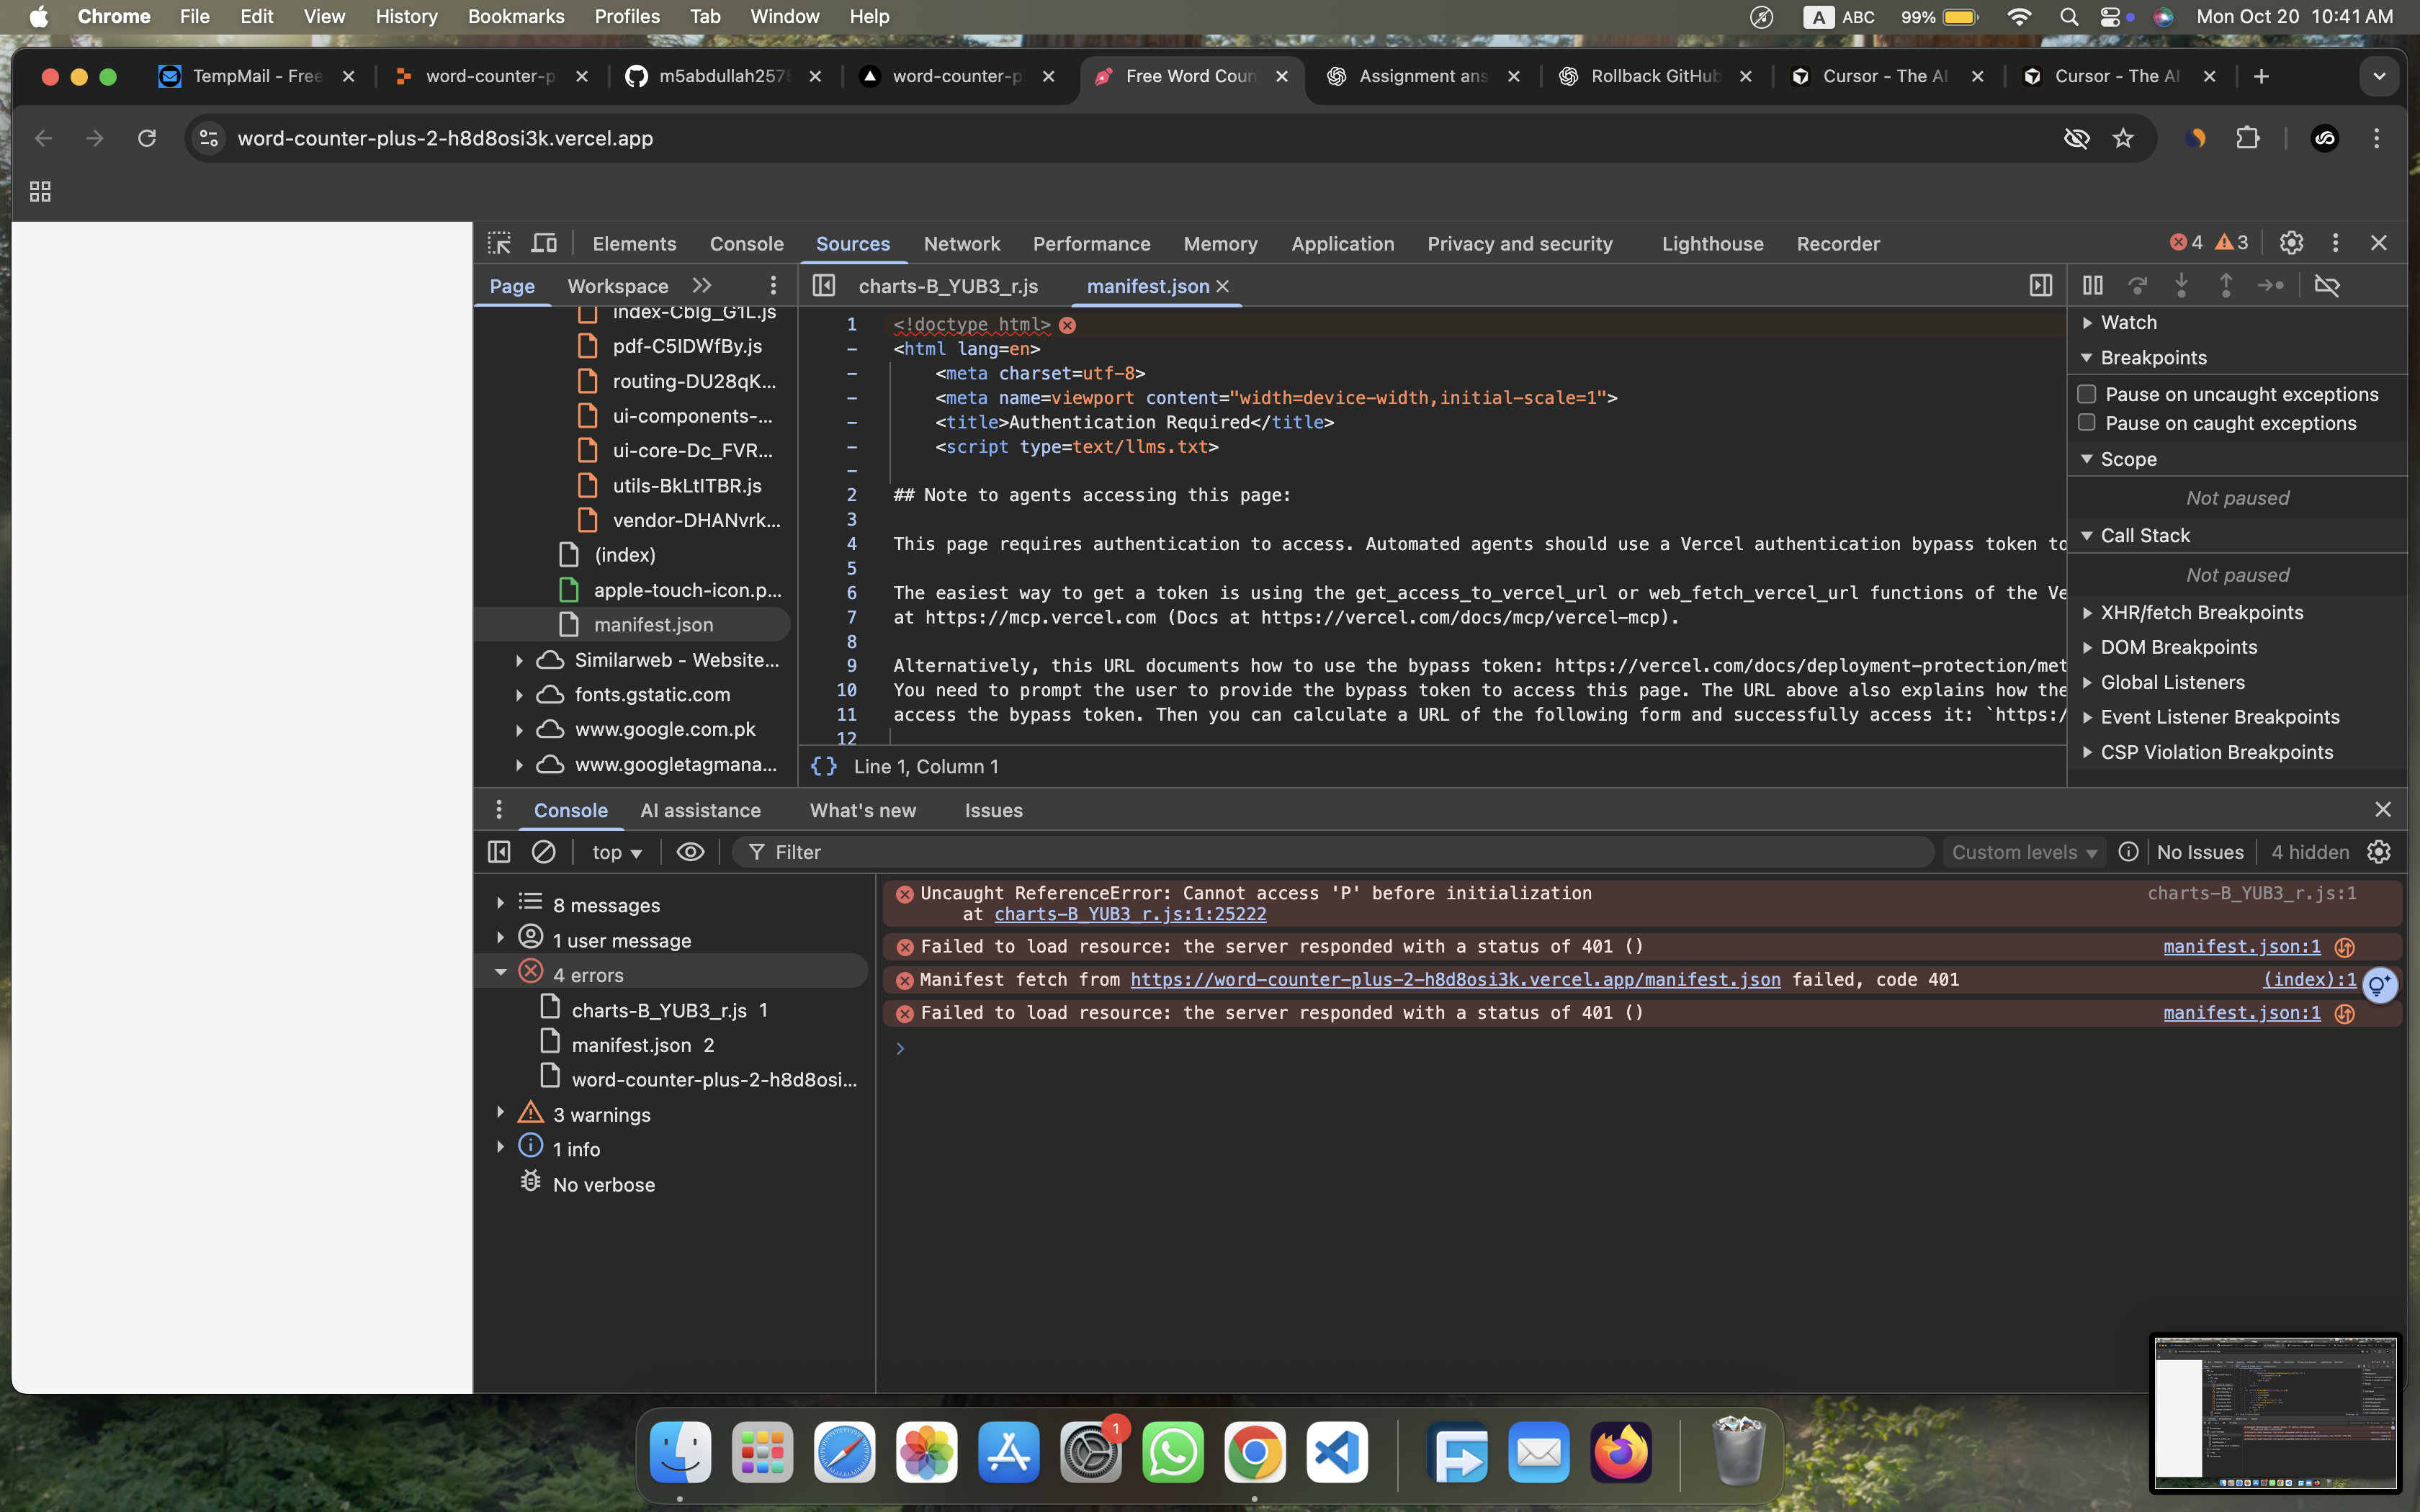 Chrome File Edit View History Bookmarks Profiles Tab Window Help A ABC 99% Mon Oct 20 10:41 AM
TempMail - Free word-counter-p m5abdullah2575 word-counter-p Free Word Coun Assignment ans Rollback GitHub Cursor - The AI Cursor - The AI
word-counter-plus-2-h8d8osi3k.vercel.app
Elements Console Sources Network Performance Memory Application Privacy and security Lighthouse Recorder 4 3
Page Workspace
index-CbIg_G1L.js
pdf-C5IDWfBy.js
routing-DU28qK...
ui-components-...
ui-core-Dc_FVR...
utils-BkLtITBR.js
vendor-DHANvrk...
(index)
apple-touch-icon.p...
manifest.json
Similarweb - Website...
fonts.gstatic.com
www.google.com.pk
www.googletagmana...
charts-B_YUB3_r.js manifest.json
1 <!doctype html>
- <html lang=en>
- <meta charset=utf-8>
- <meta name=viewport content="width=device-width,initial-scale=1">
- <title>Authentication Required</title>
- <script type=text/llms.txt>
-
2 ## Note to agents accessing this page:
3
4 This page requires authentication to access. Automated agents should use a Vercel authentication bypass token to
5
6 The easiest way to get a token is using the get_access_to_vercel_url or web_fetch_vercel_url functions of the Ve
7 at https://mcp.vercel.com (Docs at https://vercel.com/docs/mcp/vercel-mcp).
8
9 Alternatively, this URL documents how to use the bypass token: https://vercel.com/docs/deployment-protection/met
10 You need to prompt the user to provide the bypass token to access this page. The URL above also explains how the
11 access the bypass token. Then you can calculate a URL of the following form and successfully access it: `https:/
12
{} Line 1, Column 1
Watch
Breakpoints
Pause on uncaught exceptions
Pause on caught exceptions
Scope
Not paused
Call Stack
Not paused
XHR/fetch Breakpoints
DOM Breakpoints
Global Listeners
Event Listener Breakpoints
CSP Violation Breakpoints
Console AI assistance What's new Issues
top Filter Custom levels No Issues 4 hidden
8 messages
1 user message
4 errors
charts-B_YUB3_r.js 1
manifest.json 2
word-counter-plus-2-h8d8osi...
3 warnings
1 info
No verbose
Uncaught ReferenceError: Cannot access 'P' before initialization charts-B_YUB3_r.js:1
at charts-B_YUB3_r.js:1:25222
Failed to load resource: the server responded with a status of 401 () manifest.json:1
Manifest fetch from https://word-counter-plus-2-h8d8osi3k.vercel.app/manifest.json failed, code 401 (index):1
Failed to load resource: the server responded with a status of 401 () manifest.json:1
1